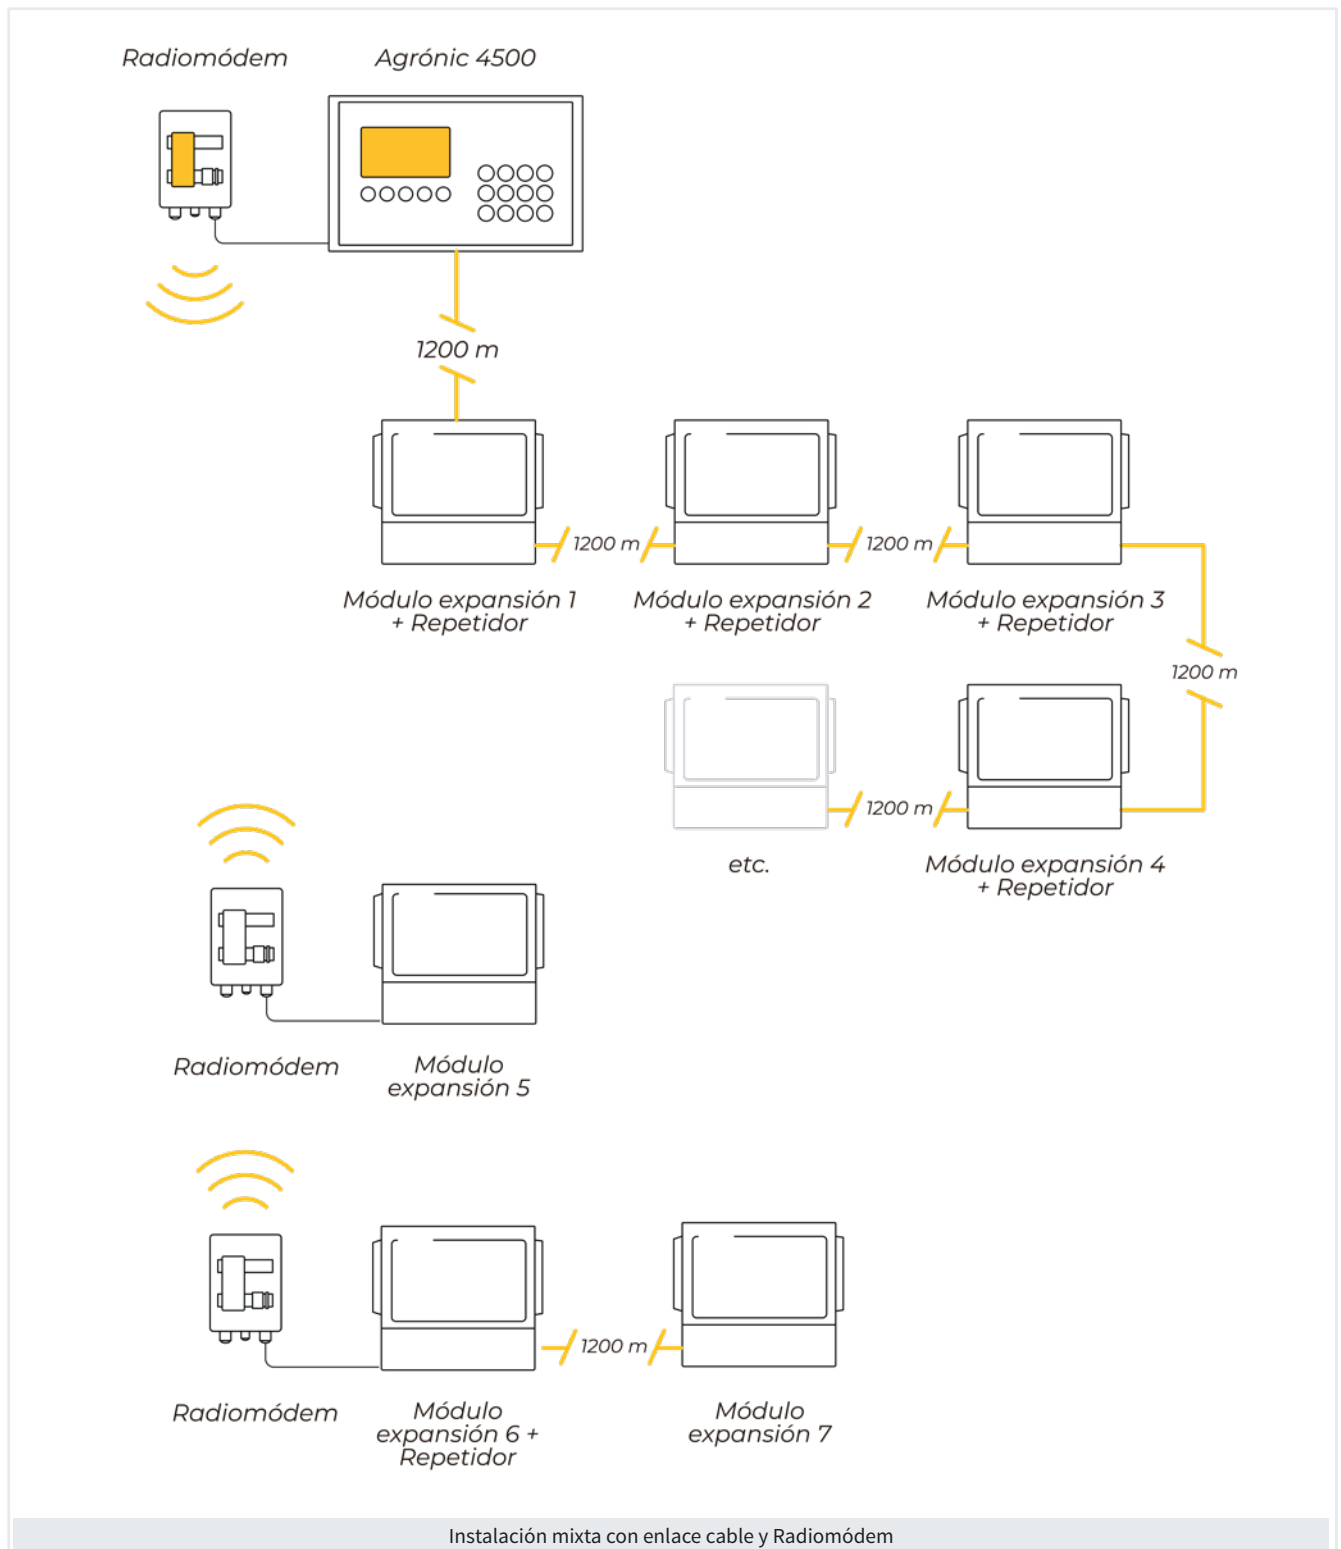 Radiomódem
Agrónic 4500
1200 m
1200 m
1200 m
Módulo expansión 1
+ Repetidor
Módulo expansión 2
+ Repetidor
Módulo expansión 3
+ Repetidor
1200 m
1200 m
etc.
Módulo expansión 4
+ Repetidor
Radiomódem
Módulo
expansión 5
1200 m
Radiomódem
Módulo
expansión 6 +
Repetidor
Módulo
expansión 7
Instalación mixta con enlace cable y Radiomódem